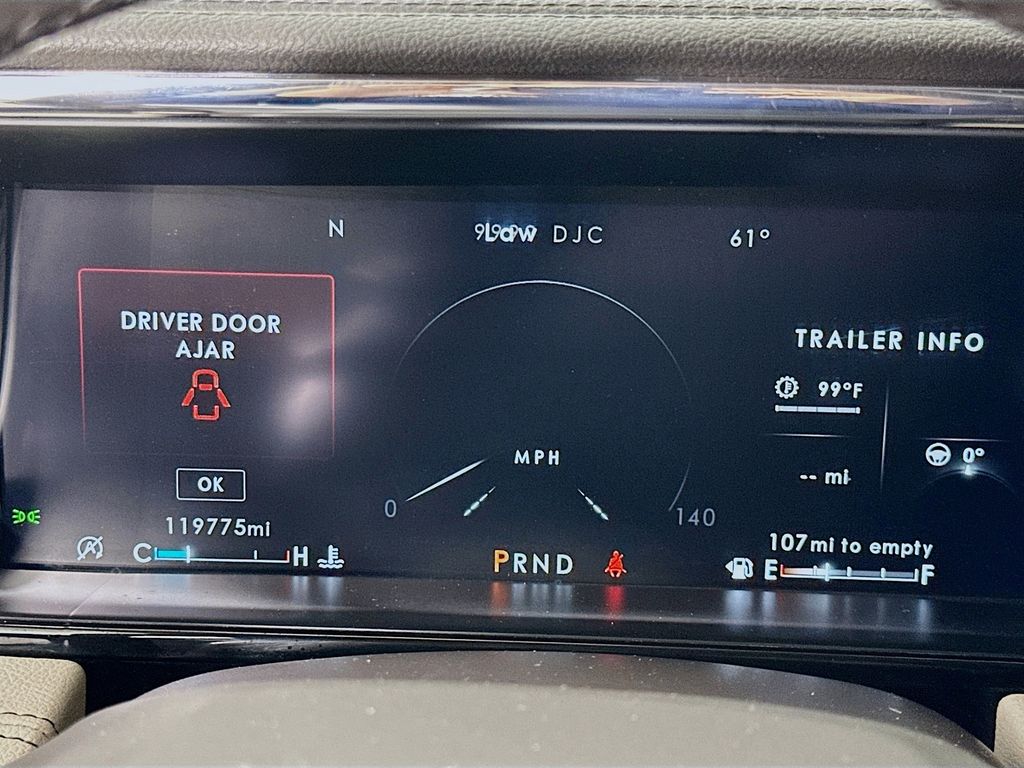 N
DJC
61°
DRIVER DOOR
AJAR
OK
TRAILER INFO
99°F
0°
-- mi
MPH
0
140
119775mi
C H
PRND
107mi to empty
E F